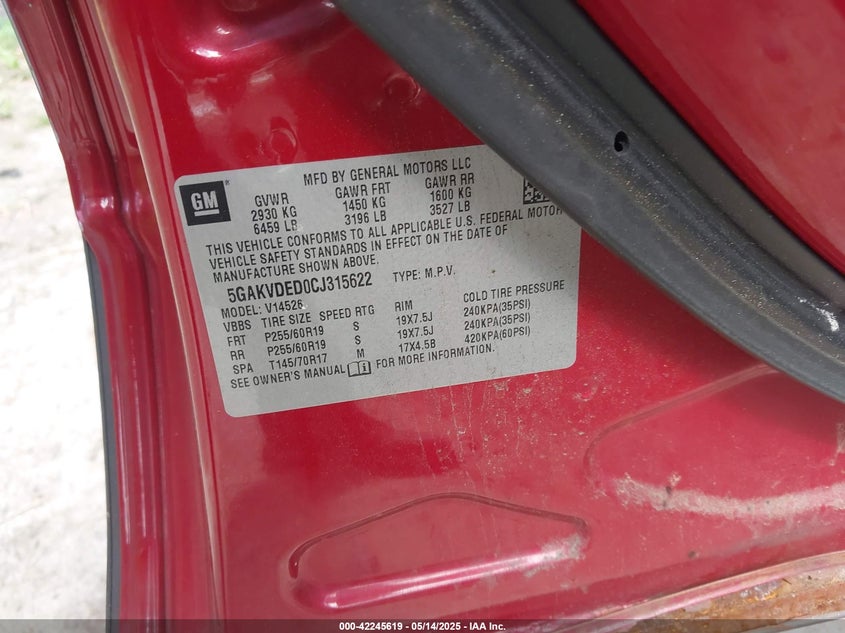 MFD BY GENERAL MOTORS LLC
GM®
GVWR GAWR FRT GAWR RR
2930 KG 1450 KG 1600 KG
6459 LB 3196 LB 3527 LB
THIS VEHICLE CONFORMS TO ALL APPLICABLE U.S. FEDERAL MOTOR
VEHICLE SAFETY STANDARDS IN EFFECT ON THE DATE OF
MANUFACTURE SHOWN ABOVE.
5GAKVDED0CJ315622 TYPE: M.P.V.
MODEL: V14526
VBBS TIRE SIZE SPEED RTG RIM COLD TIRE PRESSURE
FRT P255/60R19 S 19X7.5J 240KPA(35PSI)
RR P255/60R19 S 19X7.5J 240KPA(35PSI)
SPA T145/70R17 M 17X4.5B 420KPA(60PSI)
SEE OWNER'S MANUAL FOR MORE INFORMATION.
000-42245619 - 05/14/2025 - IAA Inc.